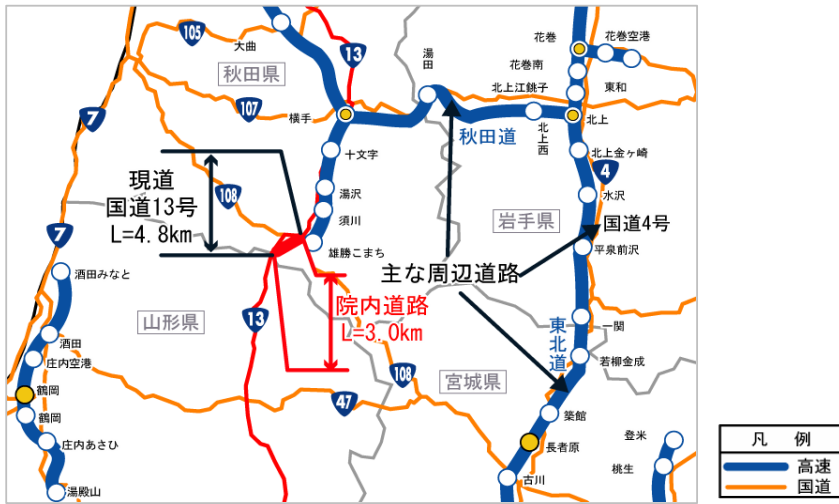 105
大曲
13
湯田
花巻
花巻空港
花巻南
秋田県
北上江釣子
東和
107
横手
7
秋田道
北上西
北上
十文字
北上金ヶ崎
4
現道
国道13号
L=4.8km
108
湯沢
須川
水沢
岩手県
国道4号
7
雄勝こまち
平泉前沢
酒田みなと
主な周辺道路
院内道路
L=3.0km
山形県
13
酒田
東北道
一関
庄内空港
若柳金成
108
鶴岡
宮城県
47
鶴岡
築館
庄内あさひ
長者原
登米
桃生
古川
湯殿山
凡 例
高速
国道